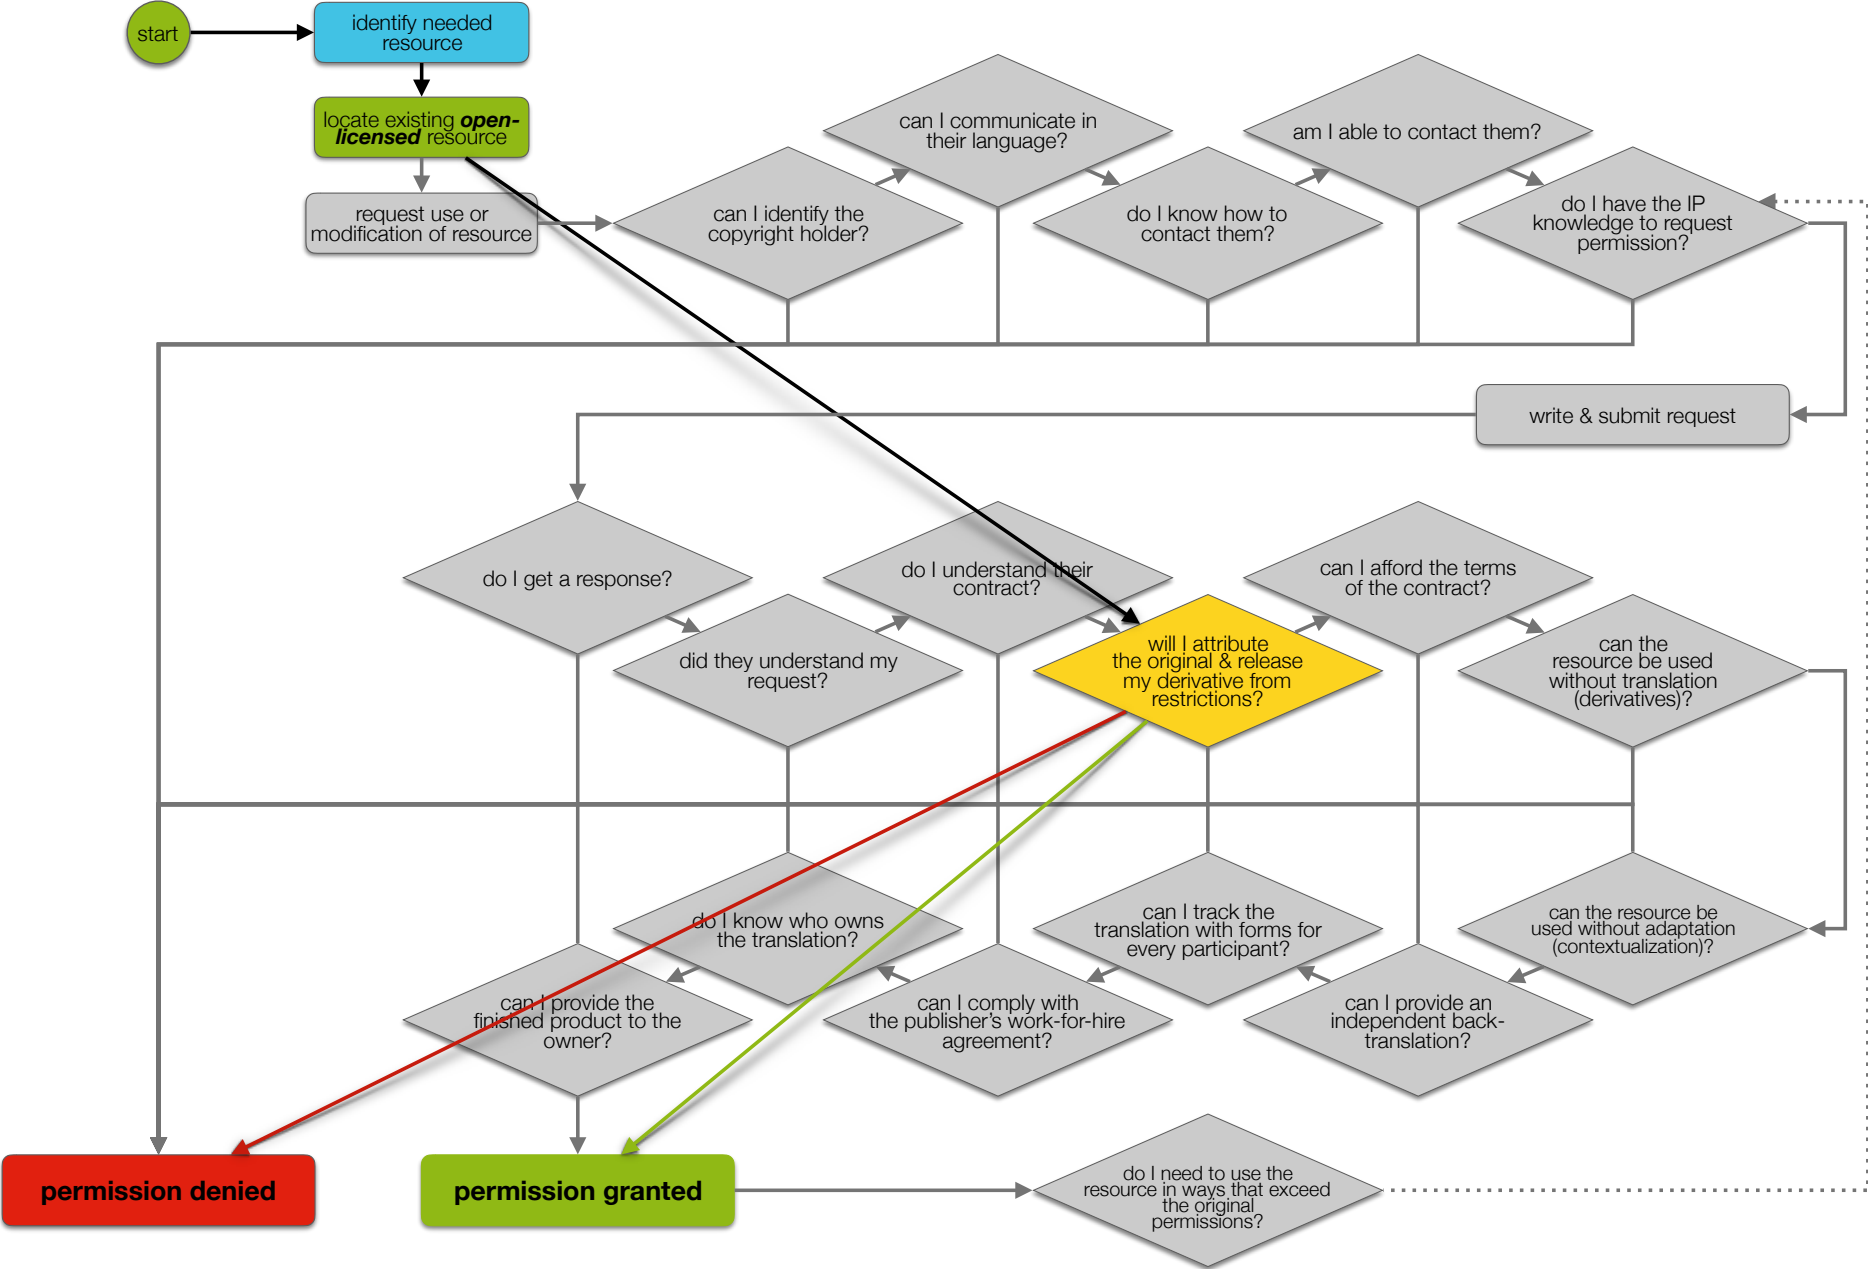 start
identify needed
resource
locate existing open-
licensed resource
request use or
modification of resource
can I identify the
copyright holder?
can I communicate in
their language?
do I know how to
contact them?
am I able to contact them?
do I have the IP
knowledge to request
permission?
write & submit request
do I get a response?
did they understand my
request?
do I understand their
contract?
will I attribute
the original & release
my derivative from
restrictions?
can I afford the terms
of the contract?
can the
resource be used
without translation
(derivatives)?
can the resource be
used without adaptation
(contextualization)?
can I provide an
independent back-
translation?
can I track the
translation with forms for
every participant?
can I comply with
the publisher’s work-for-hire
agreement?
do I know who owns
the translation?
can I provide the
finished product to the
owner?
permission denied
permission granted
do I need to use the
resource in ways that exceed
the original
permissions?